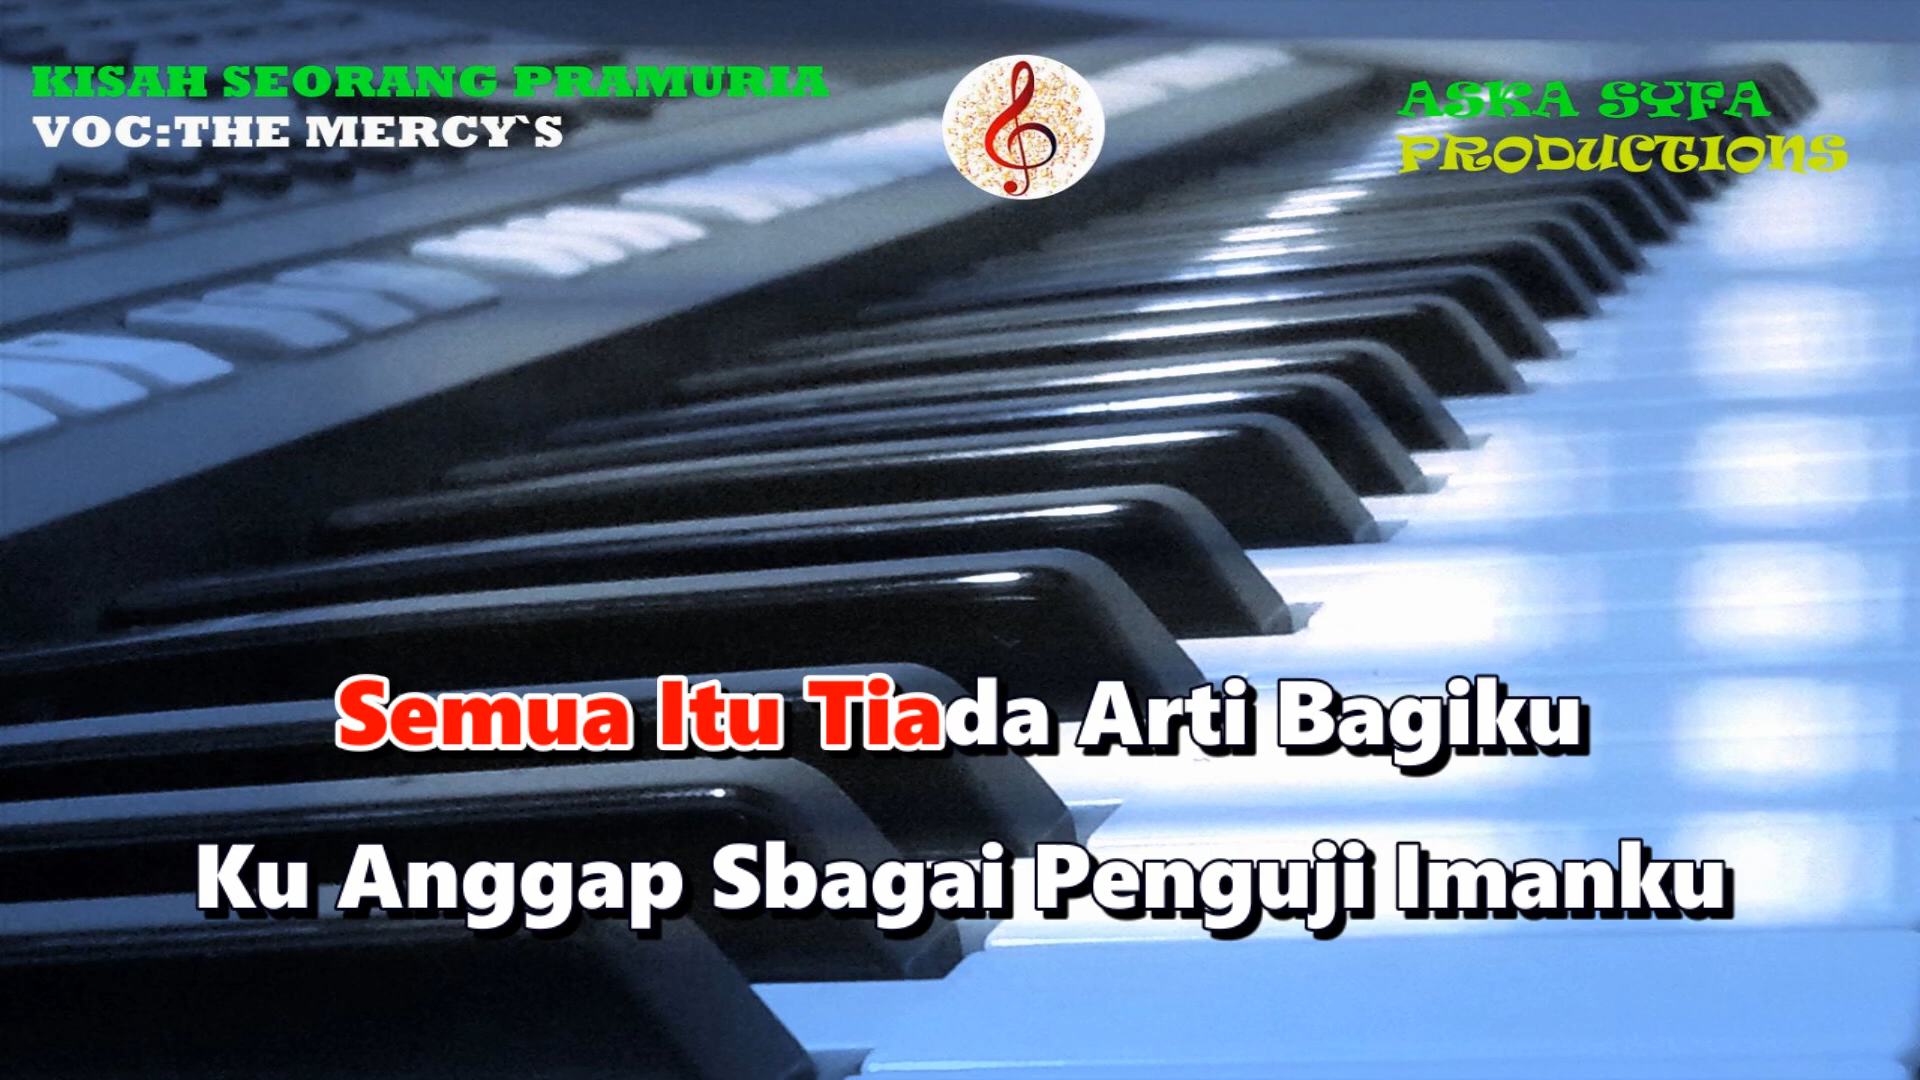 KISAH SEORANG PRAMURIA
VOC:THE MERCY`S
ASKA SYFA
PRODUCTIONS
Semua Itu Tiada Arti Bagiku
Ku Anggap Sbagai Penguji Imanku